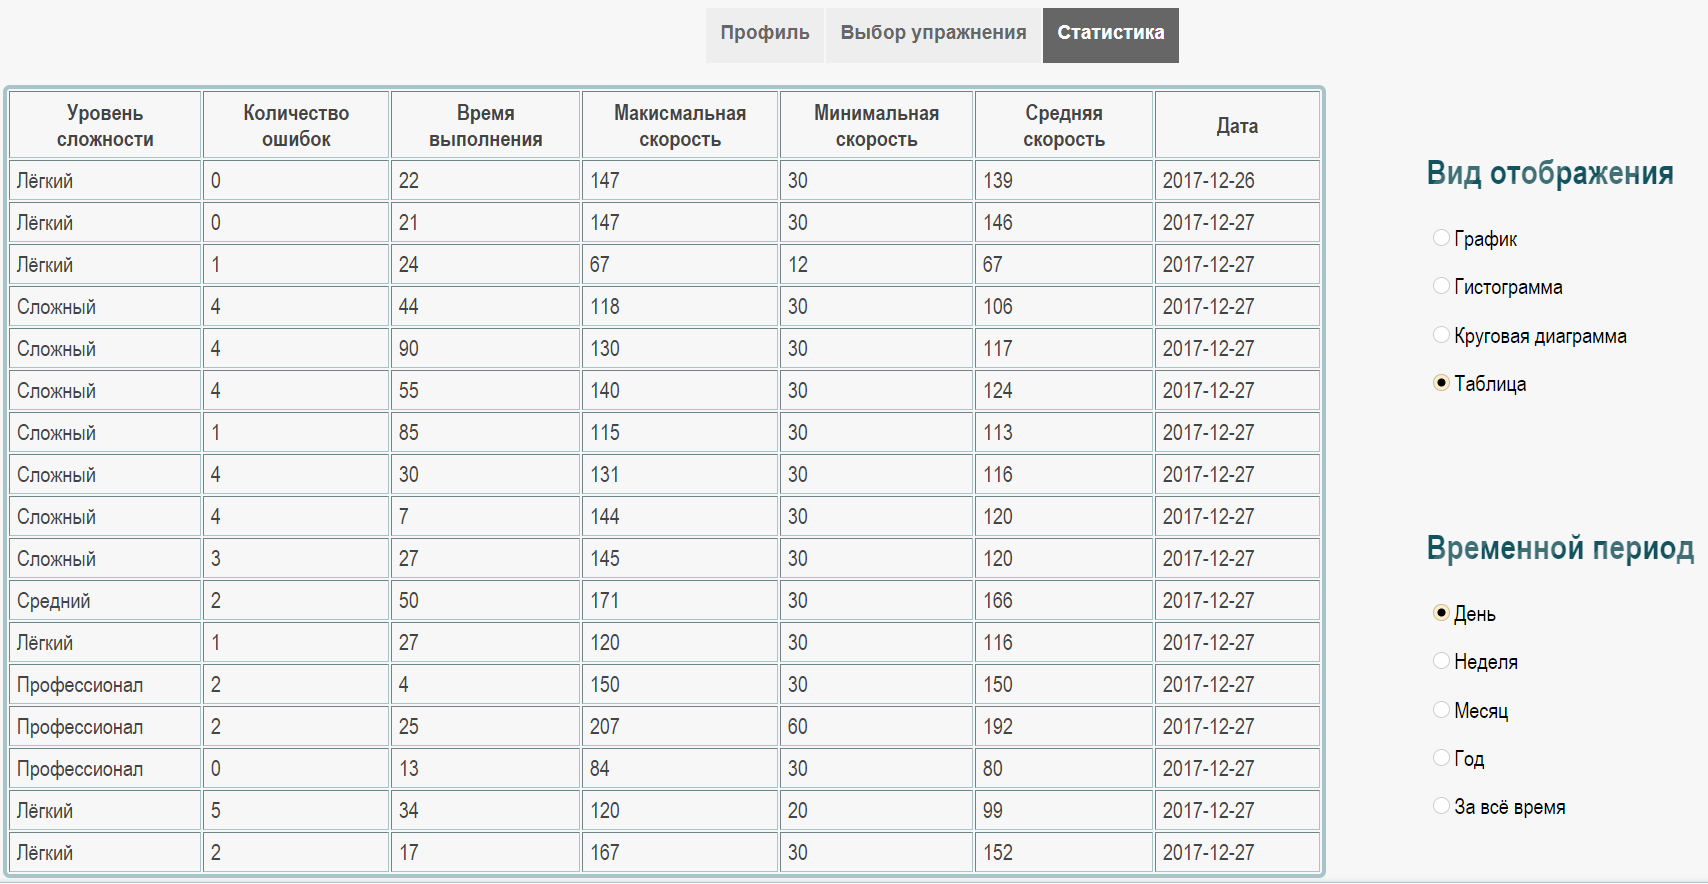 Профиль Выбор упражнения Статистика
Уровень сложности Количество ошибок Время выполнения Макисмальная скорость Минимальная скорость Средняя скорость Дата
Лёгкий 0 22 147 30 139 2017-12-26
Лёгкий 0 21 147 30 146 2017-12-27
Лёгкий 1 24 67 12 67 2017-12-27
Сложный 4 44 118 30 106 2017-12-27
Сложный 4 90 130 30 117 2017-12-27
Сложный 4 55 140 30 124 2017-12-27
Сложный 1 85 115 30 113 2017-12-27
Сложный 4 30 131 30 116 2017-12-27
Сложный 4 7 144 30 120 2017-12-27
Сложный 3 27 145 30 120 2017-12-27
Средний 2 50 171 30 166 2017-12-27
Лёгкий 1 27 120 30 116 2017-12-27
Профессионал 2 4 150 30 150 2017-12-27
Профессионал 2 25 207 60 192 2017-12-27
Профессионал 0 13 84 30 80 2017-12-27
Лёгкий 5 34 120 20 99 2017-12-27
Лёгкий 2 17 167 30 152 2017-12-27
Вид отображения
График
Гистограмма
Круговая диаграмма
Таблица
Временной период
День
Неделя
Месяц
Год
За всё время